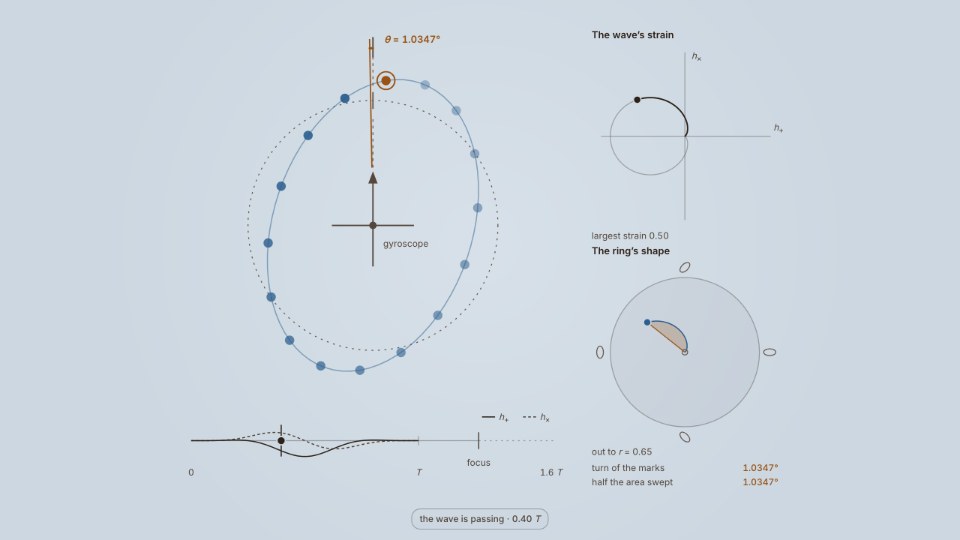 θ = 1.0347°
gyroscope
h₊ hₓ
focus
0 T 1.6 T
the wave is passing · 0.40 T
The wave's strain
hₓ
h₊
largest strain 0.50
The ring's shape
out to r = 0.65
turn of the marks 1.0347°
half the area swept 1.0347°